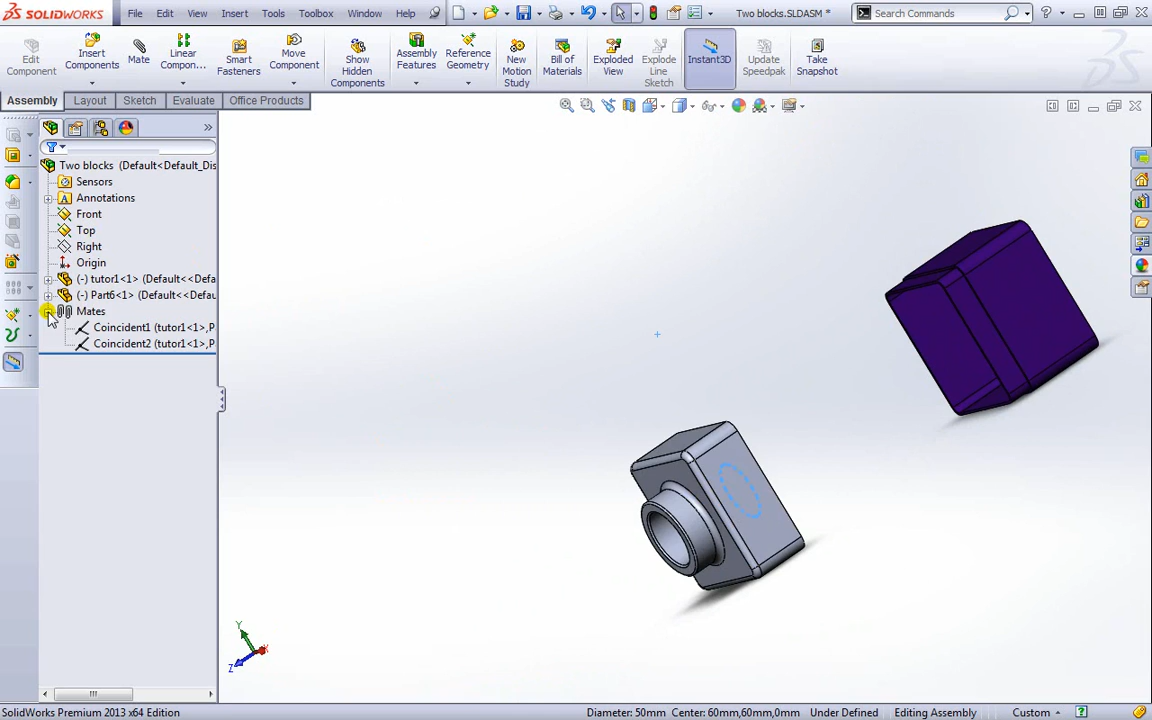 SOLIDWORKS File Edit View Insert Tools Toolbox Window Help Two blocks.SLDASM * Search Commands
Edit Component
Insert Components
Mate
Linear Compon...
Smart Fasteners
Move Component
Show Hidden Components
Assembly Features
Reference Geometry
New Motion Study
Bill of Materials
Exploded View
Explode Line Sketch
Instant3D
Update Speedpak
Take Snapshot
Assembly Layout Sketch Evaluate Office Products
Two blocks (Default<Default_Dis
Sensors
Annotations
Front
Top
Right
Origin
(-) tutor1<1> (Default<<Defa
(-) Part6<1> (Default<<Defau
Mates
Coincident1 (tutor1<1>,P
Coincident2 (tutor1<1>,P
Y
X
Z
SolidWorks Premium 2013 x64 Edition Diameter: 50mm Center: 60mm,60mm,0mm Under Defined Editing Assembly Custom